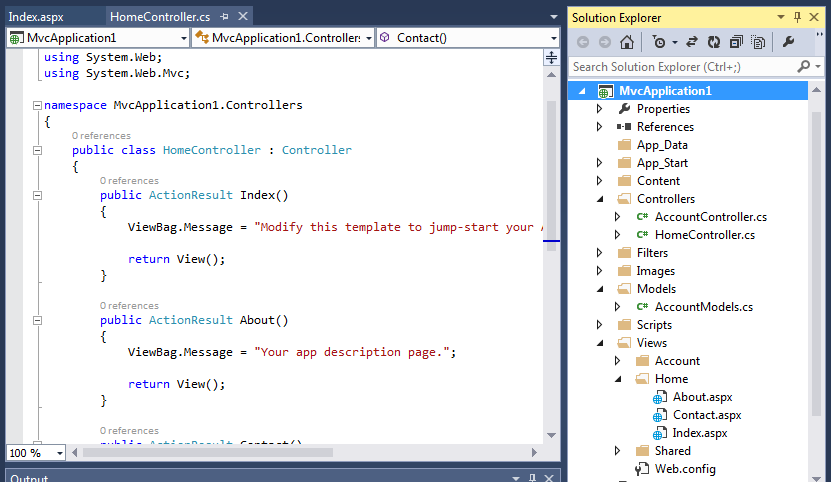 Index.aspx HomeController.cs
MvcApplication1 MvcApplication1.Controller: Contact()
using System.Web;
using System.Web.Mvc;
namespace MvcApplication1.Controllers
{
0 references
public class HomeController : Controller
{
0 references
public ActionResult Index()
{
ViewBag.Message = "Modify this template to jump-start your A
return View();
}
0 references
public ActionResult About()
{
ViewBag.Message = "Your app description page.";
return View();
}
0 references
public ActionResult Contact()
100 %
Output
Solution Explorer
Search Solution Explorer (Ctrl+;)
MvcApplication1
Properties
References
App_Data
App_Start
Content
Controllers
C# AccountController.cs
C# HomeController.cs
Filters
Images
Models
C# AccountModels.cs
Scripts
Views
Account
Home
About.aspx
Contact.aspx
Index.aspx
Shared
Web.config